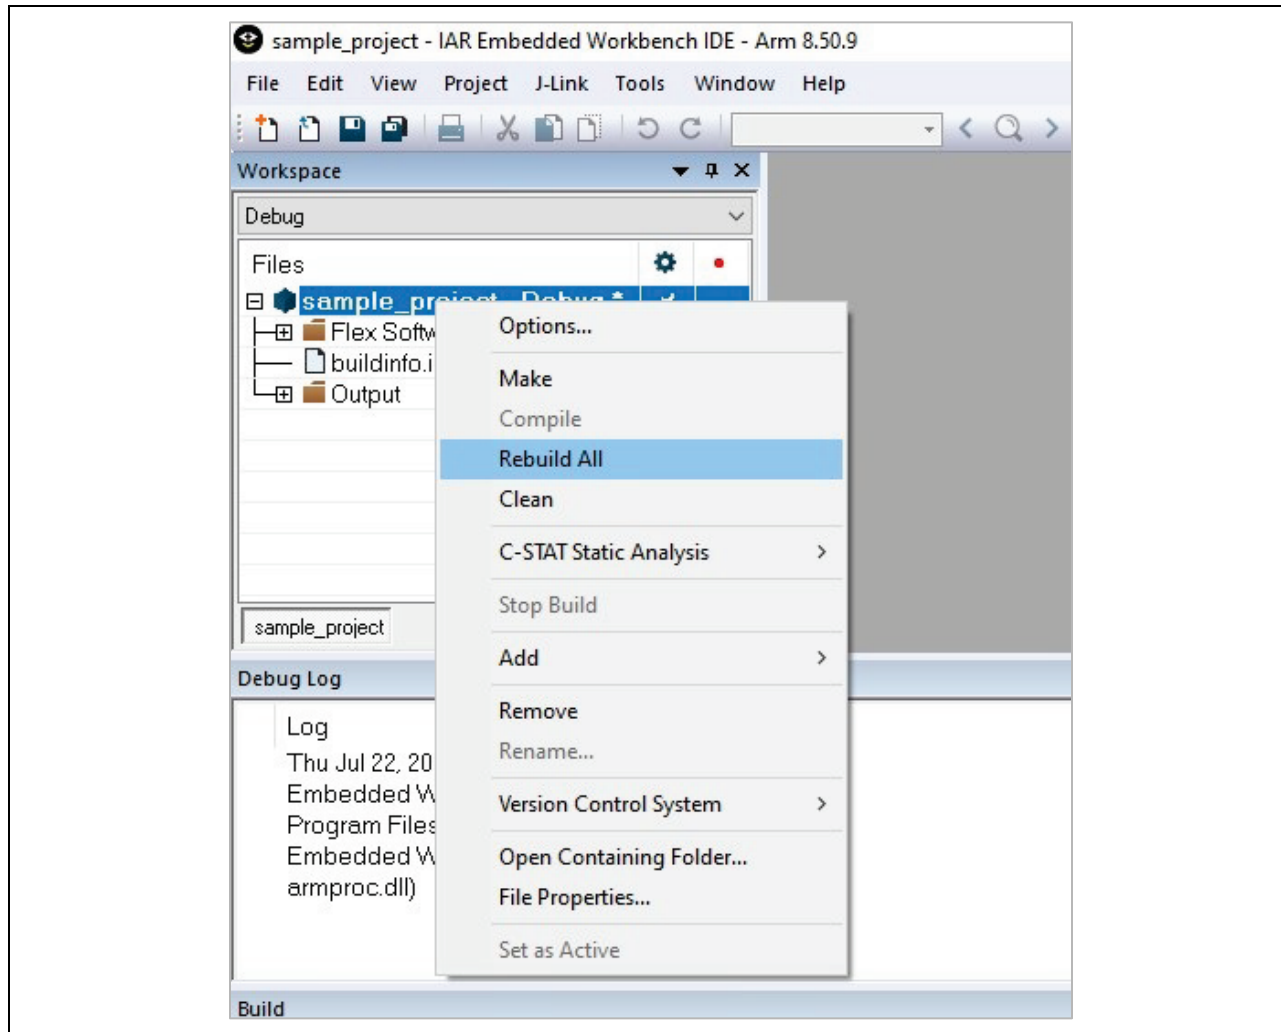 sample_project - IAR Embedded Workbench IDE - Arm 8.50.9
File Edit View Project J-Link Tools Window Help
Workspace
Debug
Files
sample_project - Debug *
Flex Softw
buildinfo.i
Output
Options...
Make
Compile
Rebuild All
Clean
C-STAT Static Analysis
Stop Build
Add
Remove
Rename...
Version Control System
Open Containing Folder...
File Properties...
Set as Active
sample_project
Debug Log
Log
Thu Jul 22, 20
Embedded W
Program Files
Embedded W
armproc.dll)
Build